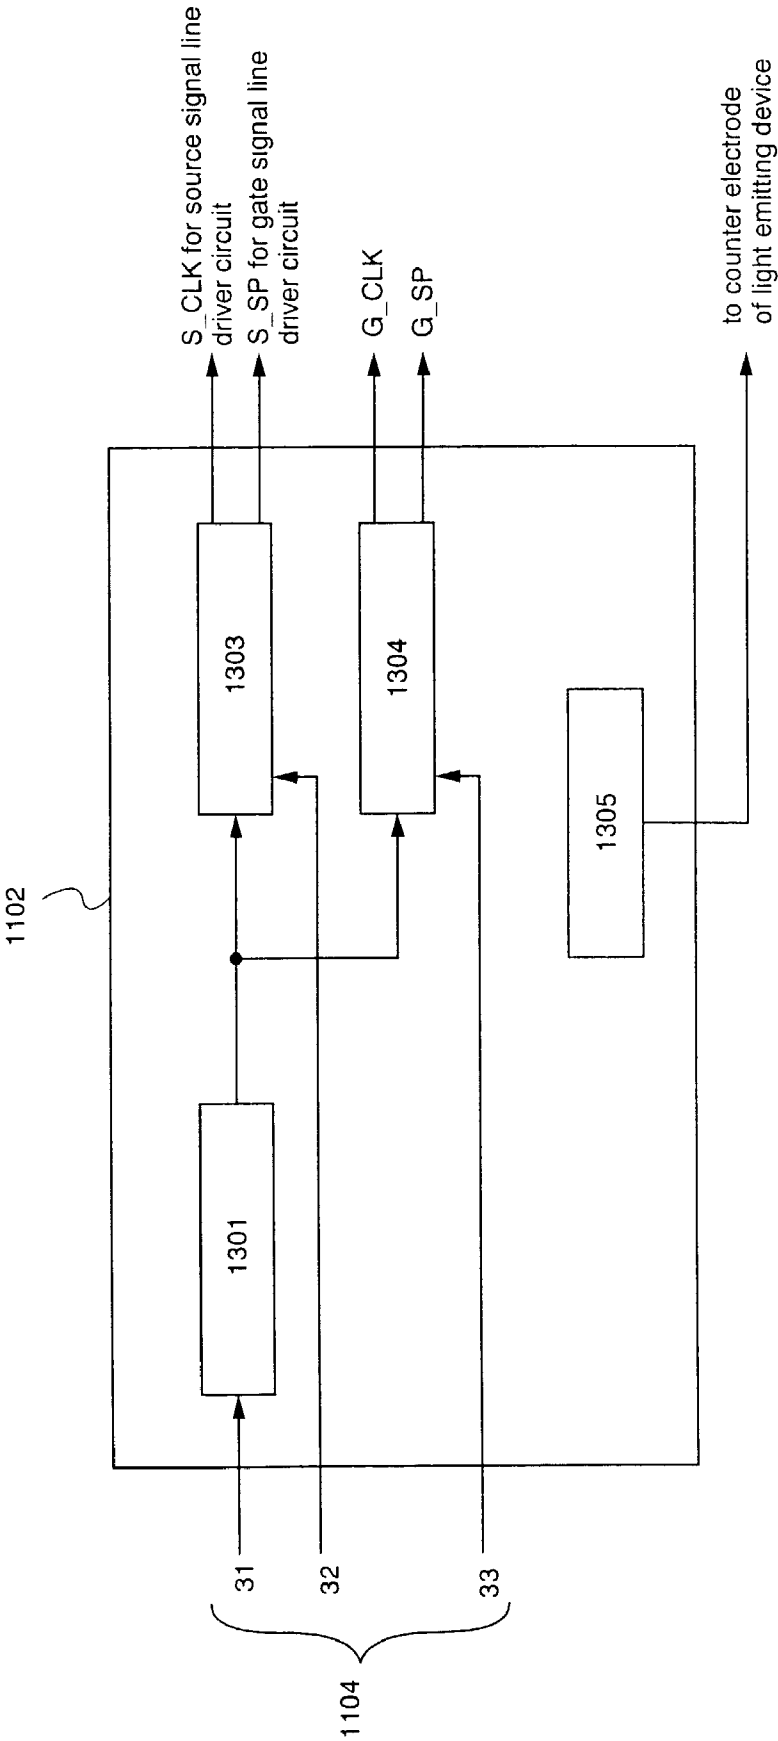 1102
S_CLK for source signal line
driver circuit
S_SP for gate signal line
driver circuit
G_CLK
G_SP
to counter electrode
of light emitting device
1303
1304
1305
1301
31
32
33
1104